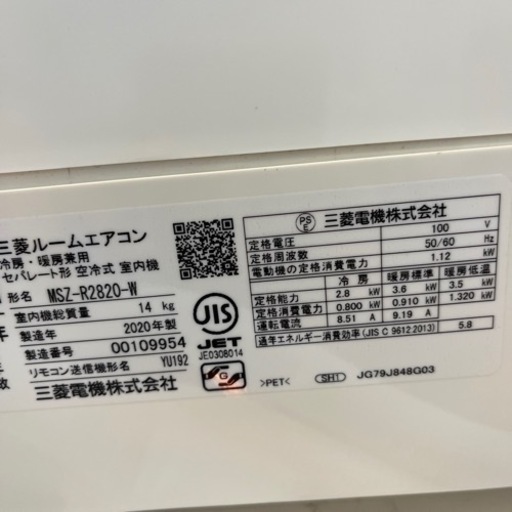 三菱ルームエアコン
冷房・暖房兼用
セパレート形 空冷式 室内機
形名 MSZ-R2820-W
室内機総質量 14 kg
製造年 2020年製
製造番号 00109954
リモコン送信機形名 YU192
三菱電機株式会社
JIS
JET
JE0308014
PS
E 三菱電機株式会社
定格電圧 100 V
定格周波数 50/60 Hz
電動機の定格消費電力 1.12 kW
冷 房 暖房標準 暖房低温
定格能力 2.8 kW 3.6 kW 3.5 kW
定格消費電力 0.800 kW 0.910 kW 1.320 kW
運転電流 8.51 A 9.19 A
通年エネルギー消費効率(JIS C 9612:2013) 5.8
>PET< SH1 JG79J848G03